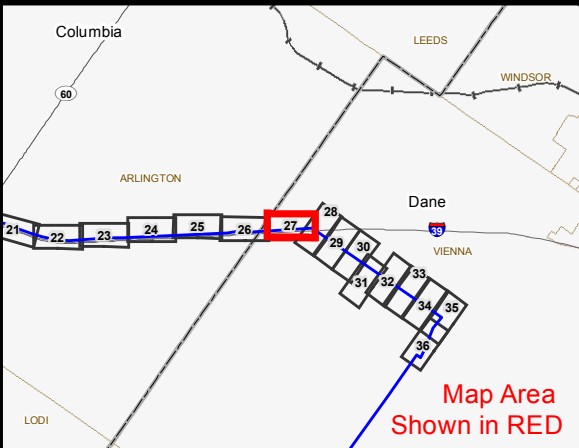 Columbia
LEEDS
WINDSOR
60
ARLINGTON
Dane
28
21
22
23
24
25
26
27
39
29
30
VIENNA
31
32
33
34
35
36
LODI
Map Area
Shown in RED